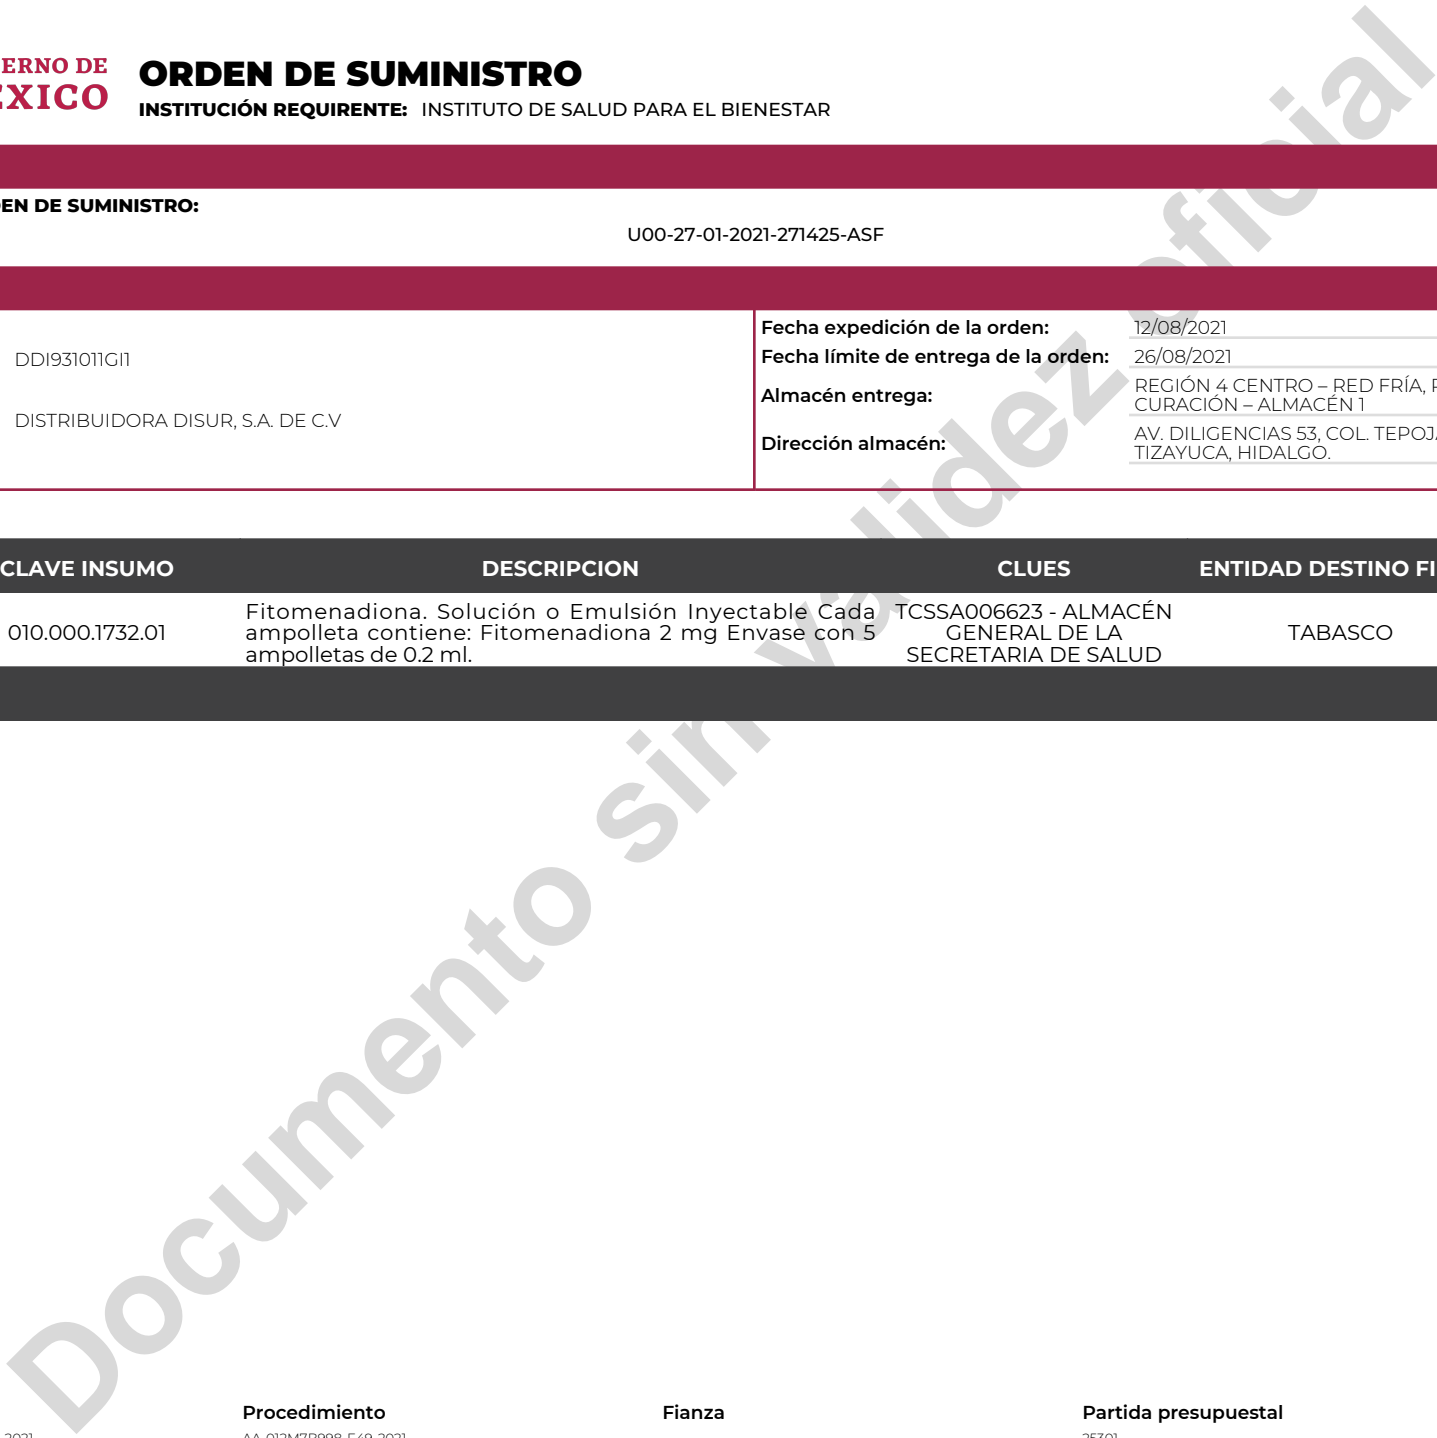 ERNO DE
ORDEN DE SUMINISTRO
INSTITUCIÓN REQUIRENTE: INSTITUTO DE SALUD PARA EL BIENESTAR
EN DE SUMINISTRO:
U00-27-01-2021-271425-ASF
DDI931011GI1
DISTRIBUIDORA DISUR, S.A. DE C.V
Fecha expedición de la orden: 12/08/2021
Fecha límite de entrega de la orden: 26/08/2021
Almacén entrega: REGIÓN 4 CENTRO – RED FRÍA,
CURACIÓN – ALMACÉN 1
Dirección almacén: AV. DILIGENCIAS 53, COL. TEPOJ
TIZAYUCA, HIDALGO.
CLAVE INSUMO DESCRIPCION CLUES ENTIDAD DESTINO FI
010.000.1732.01
Fitomenadiona. Solución o Emulsión Inyectable Cada
ampolleta contiene: Fitomenadiona 2 mg Envase con 5
ampolletas de 0.2 ml.
TCSSA006623 - ALMACÉN
GENERAL DE LA
SECRETARIA DE SALUD
TABASCO
Documento sin validez oficial
Procedimiento Fianza Partida presupuestal